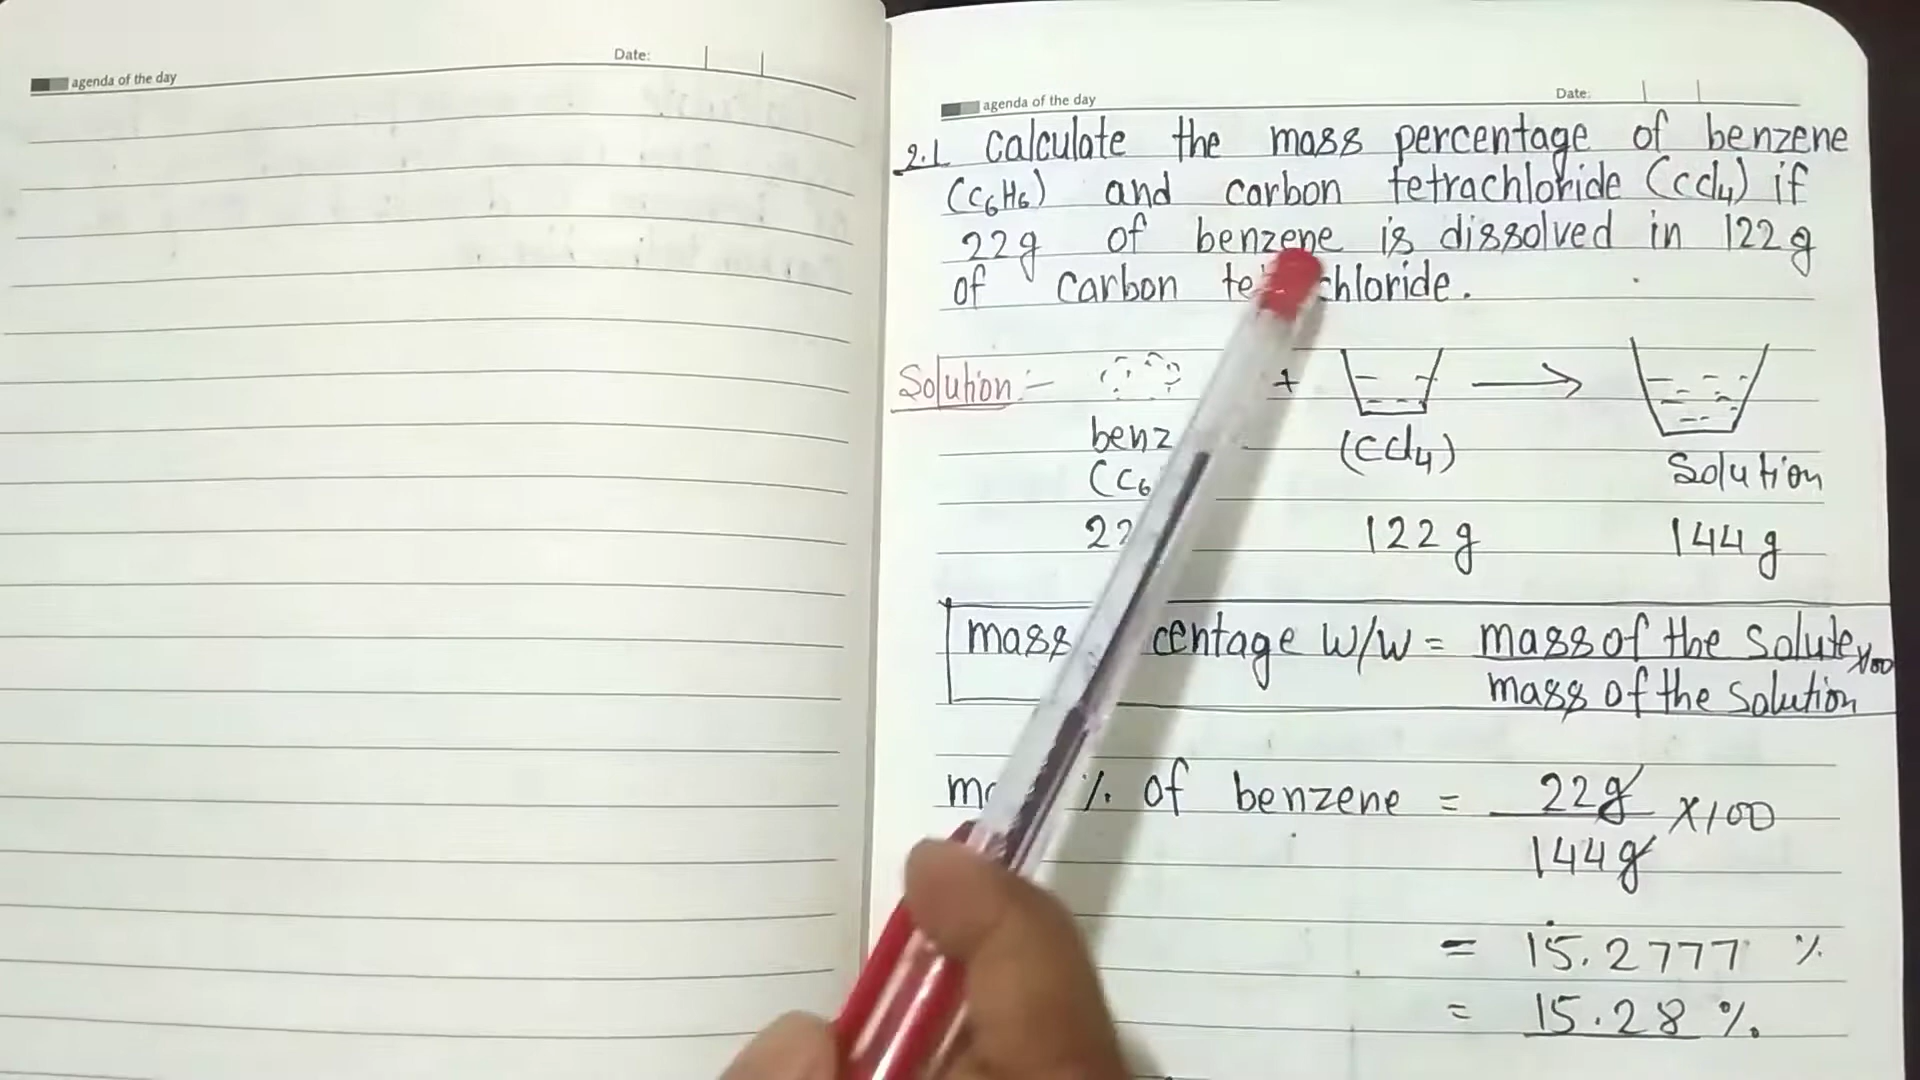 Date:
agenda of the day
agenda of the day
Date:
2.1 Calculate the mass percentage of benzene
(C6H6) and carbon tetrachloride (CCl4) if
22g of benzene is dissolved in 122g
of carbon chloride.
Solution:- + →
benz (CCl4) Solution
(C6
22 122g 144g
mass centage W/W = mass of the solute x100
mass of the solution
% of benzene = 22g x100
144g
= 15.2777 %
= 15.28 %.